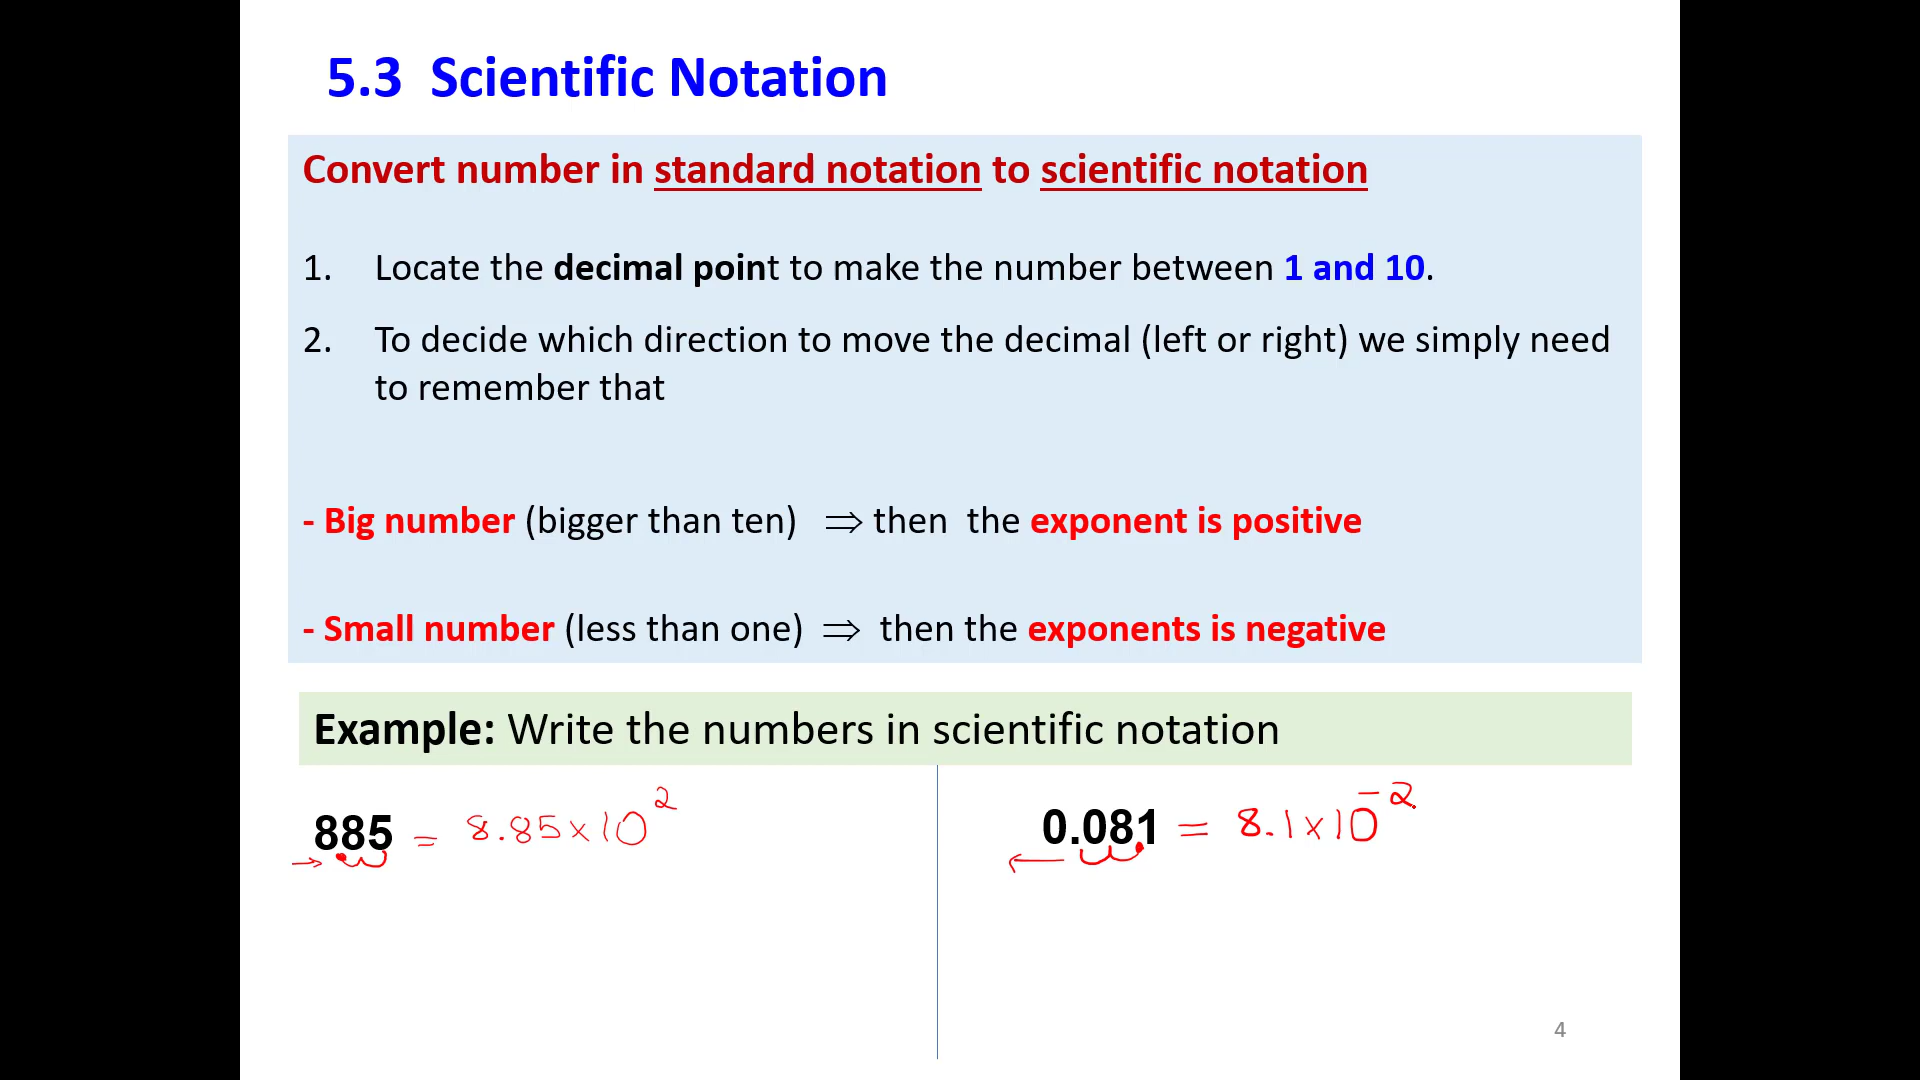 5.3 Scientific Notation
Convert number in standard notation to scientific notation
1. Locate the decimal point to make the number between 1 and 10.
2. To decide which direction to move the decimal (left or right) we simply need
to remember that
- Big number (bigger than ten) ⇒ then the exponent is positive
- Small number (less than one) ⇒ then the exponents is negative
Example: Write the numbers in scientific notation
885 = 8.85 × 10²
0.081 = 8.1 × 10⁻²
4